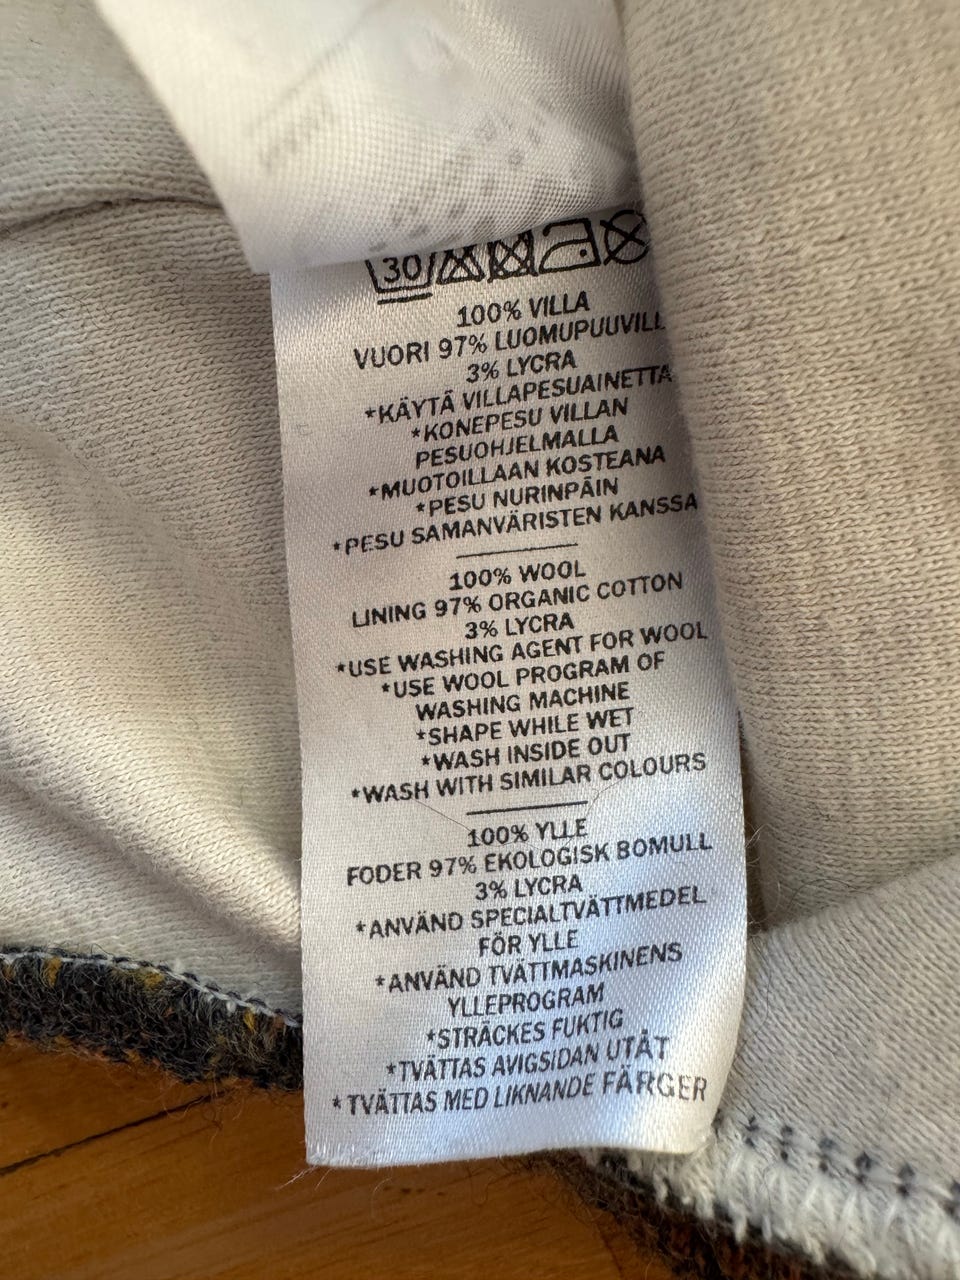 30
100% VILLA
VUORI 97% LUOMUPUUVILL
3% LYCRA
*KÄYTÄ VILLAPESUAINETTA
*KONEPESU VILLAN
PESUOHJELMALLA
*MUOTOILLAAN KOSTEANA
*PESU NURINPÄIN
*PESU SAMANVÄRISTEN KANSSA
100% WOOL
LINING 97% ORGANIC COTTON
3% LYCRA
*USE WASHING AGENT FOR WOOL
*USE WOOL PROGRAM OF
WASHING MACHINE
*SHAPE WHILE WET
*WASH INSIDE OUT
*WASH WITH SIMILAR COLOURS
100% YLLE
FODER 97% EKOLOGISK BOMULL
3% LYCRA
*ANVÄND SPECIALTVÄTTMEDEL
FÖR YLLE
*ANVÄND TVÄTTMASKINENS
YLLEPROGRAM
*STRÄCKES FUKTIG
*TVÄTTAS AVIGSIDAN UTÅT
*TVÄTTAS MED LIKNANDE FÄRGER